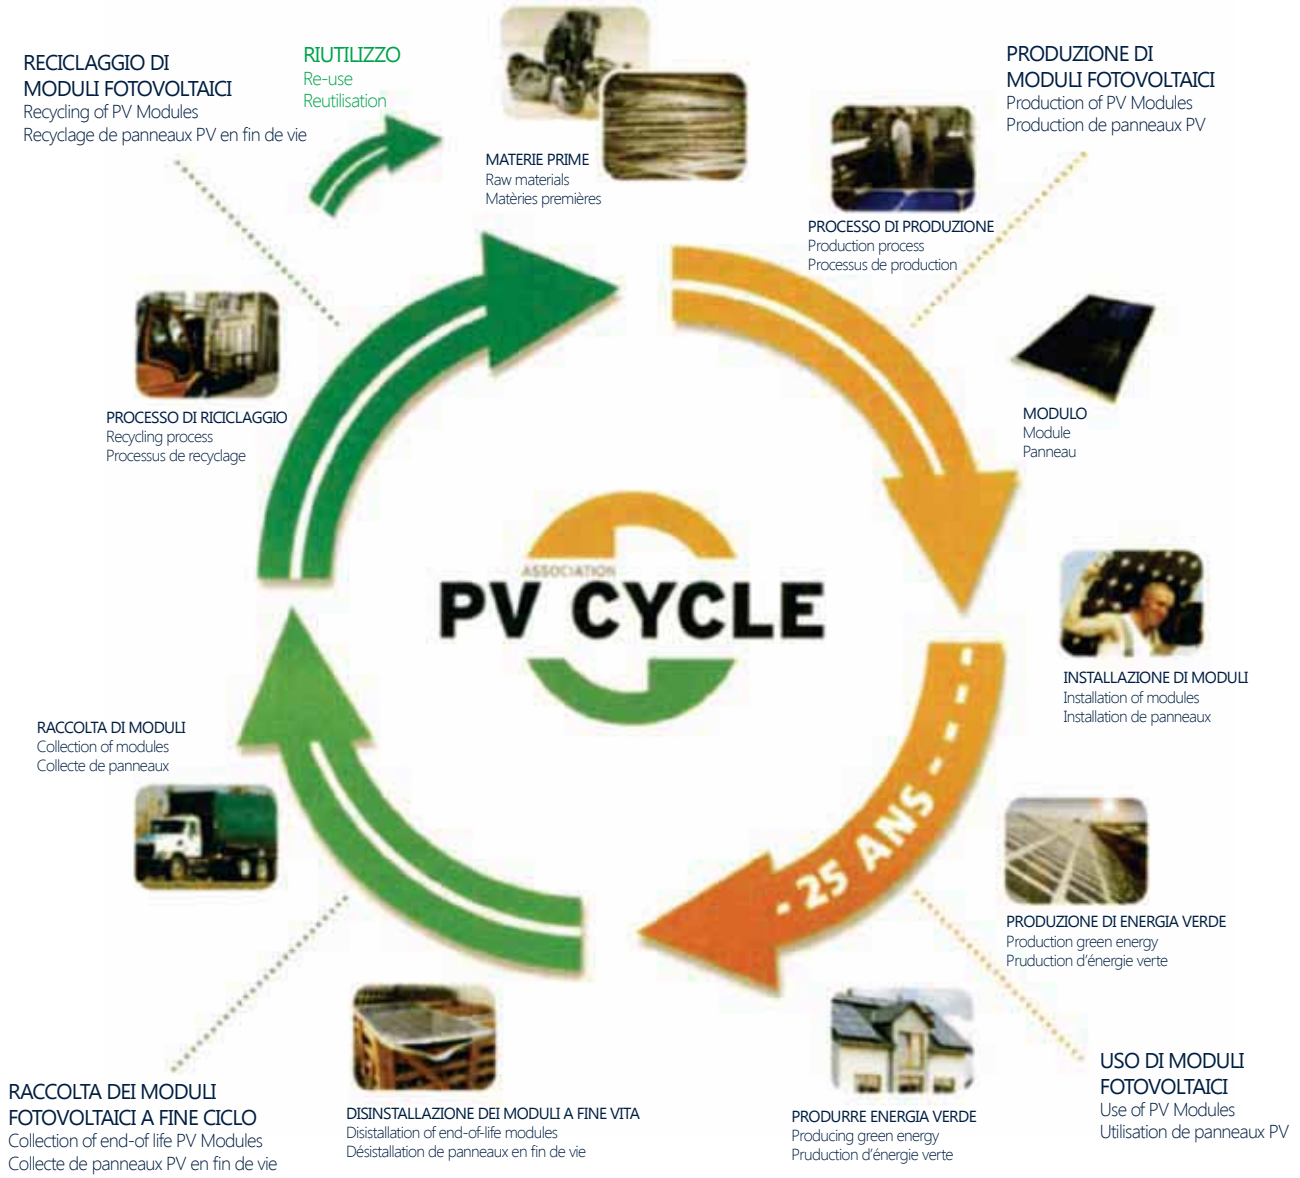 RECICLAGGIO DI
MODULI FOTOVOLTAICI
Recycling of PV Modules
Recyclage de panneaux PV en fin de vie
RIUTILIZZO
Re-use
Reutilisation
MATERIE PRIME
Raw materials
Matèries premières
PRODUZIONE DI
MODULI FOTOVOLTAICI
Production of PV Modules
Production de panneaux PV
PROCESSO DI PRODUZIONE
Production process
Processus de production
MODULO
Module
Panneau
PROCESSO DI RICICLAGGIO
Recycling process
Processus de recyclage
ASSOCIATION
PV CYCLE
INSTALLAZIONE DI MODULI
Installation of modules
Installation de panneaux
RACCOLTA DI MODULI
Collection of modules
Collecte de panneaux
- 25 ANS -
PRODUZIONE DI ENERGIA VERDE
Production green energy
Pruduction d'énergie verte
USO DI MODULI
FOTOVOLTAICI
Use of PV Modules
Utilisation de panneaux PV
PRODURRE ENERGIA VERDE
Producing green energy
Pruduction d'énergie verte
DISINSTALLAZIONE DEI MODULI A FINE VITA
Disistallation of end-of-life modules
Désistallation de panneaux en fin de vie
RACCOLTA DEI MODULI
FOTOVOLTAICI A FINE CICLO
Collection of end-of life PV Modules
Collecte de panneaux PV en fin de vie